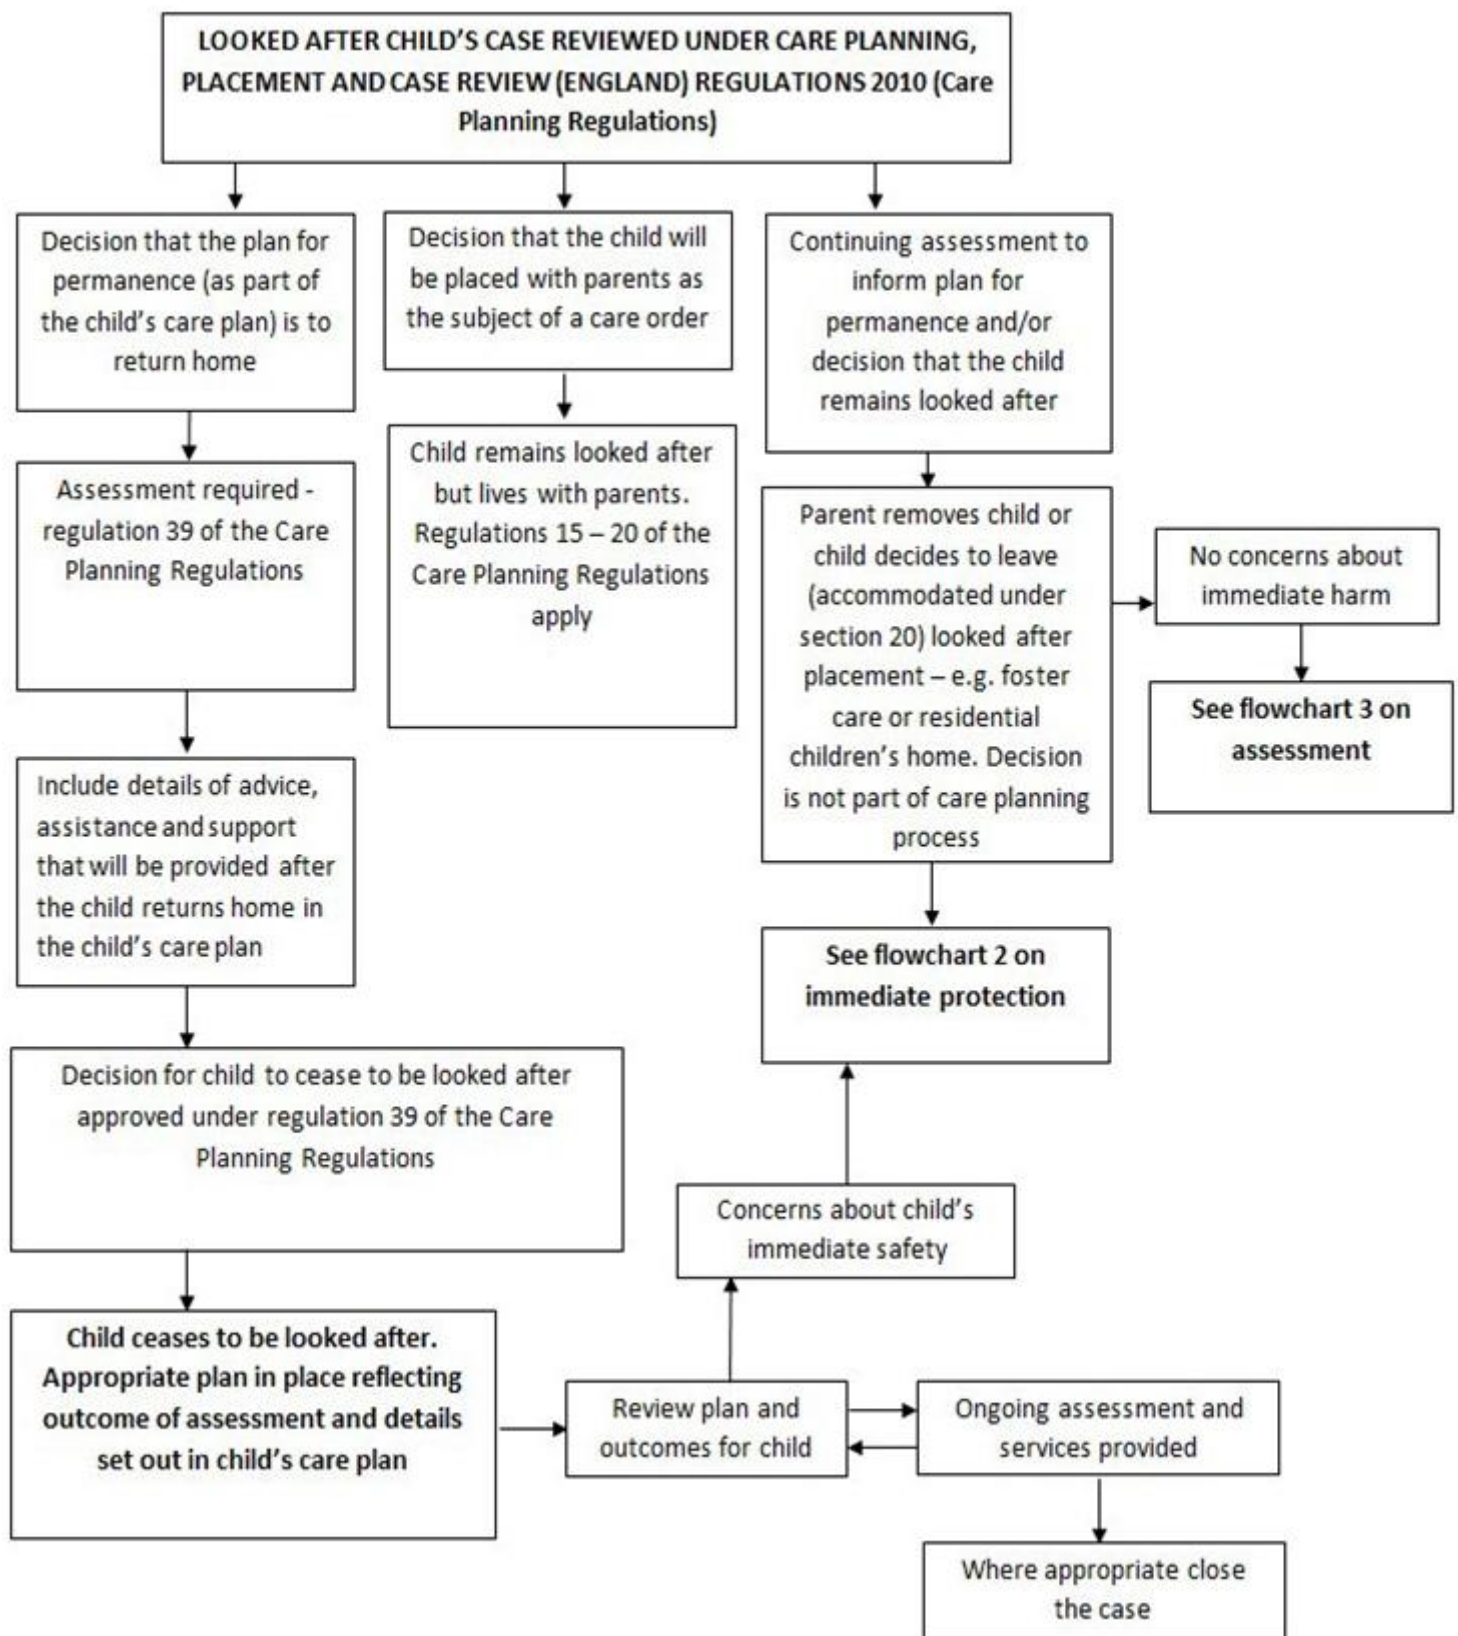 LOOKED AFTER CHILD'S CASE REVIEWED UNDER CARE PLANNING,
PLACEMENT AND CASE REVIEW (ENGLAND) REGULATIONS 2010 (Care
Planning Regulations)
Decision that the plan for
permanence (as part of
the child's care plan) is to
return home
Decision that the child will
be placed with parents as
the subject of a care order
Continuing assessment to
inform plan for
permanence and/or
decision that the child
remains looked after
Assessment required -
regulation 39 of the Care
Planning Regulations
Child remains looked after
but lives with parents.
Regulations 15 – 20 of the
Care Planning Regulations
apply
Parent removes child or
child decides to leave
(accommodated under
section 20) looked after
placement – e.g. foster
care or residential
children's home. Decision
is not part of care planning
process
No concerns about
immediate harm
See flowchart 3 on
assessment
Include details of advice,
assistance and support
that will be provided after
the child returns home in
the child's care plan
See flowchart 2 on
immediate protection
Decision for child to cease to be looked after
approved under regulation 39 of the Care
Planning Regulations
Concerns about child's
immediate safety
Child ceases to be looked after.
Appropriate plan in place reflecting
outcome of assessment and details
set out in child's care plan
Review plan and
outcomes for child
Ongoing assessment and
services provided
Where appropriate close
the case